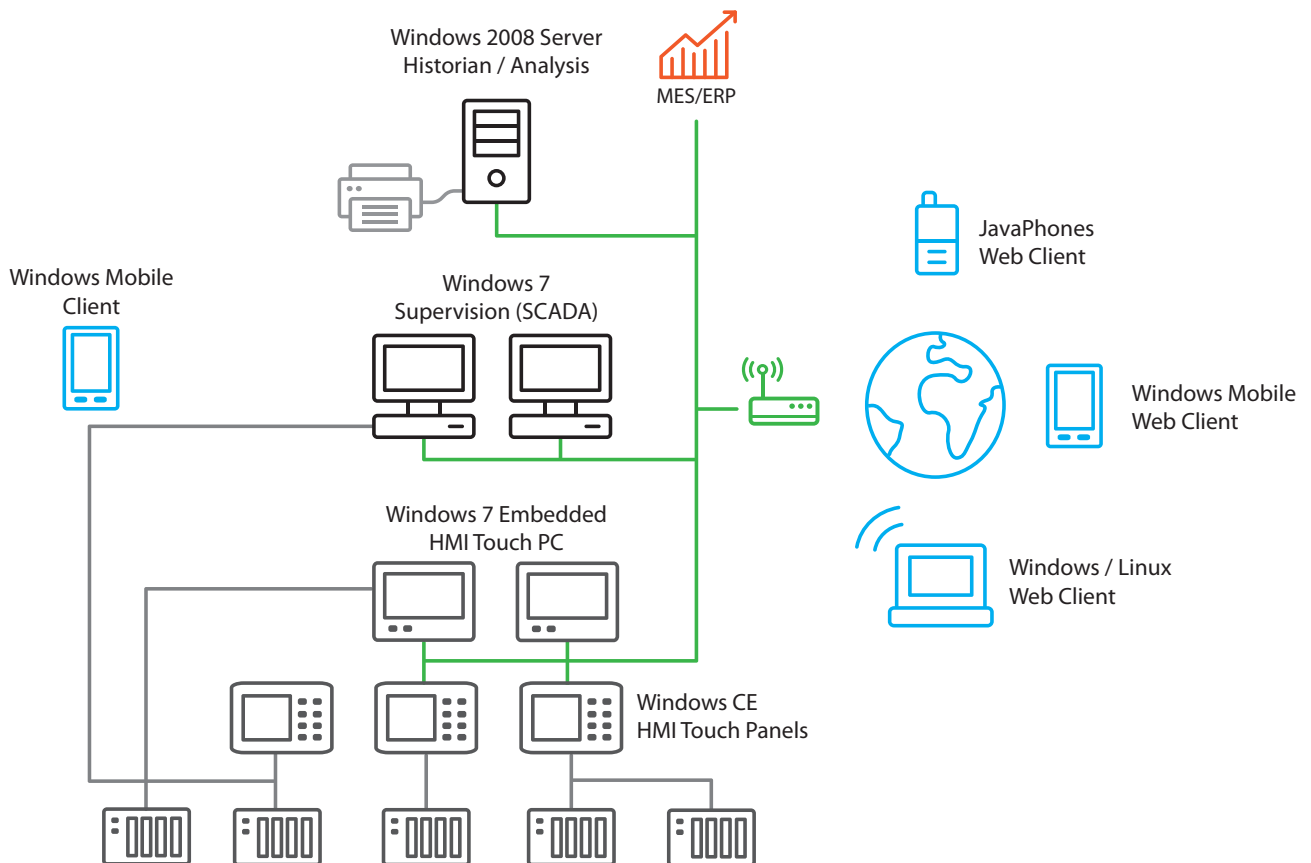 Windows 2008 Server
Historian / Analysis
MES/ERP
JavaPhones
Web Client
Windows Mobile
Client
Windows 7
Supervision (SCADA)
Windows Mobile
Web Client
Windows 7 Embedded
HMI Touch PC
Windows / Linux
Web Client
Windows CE
HMI Touch Panels